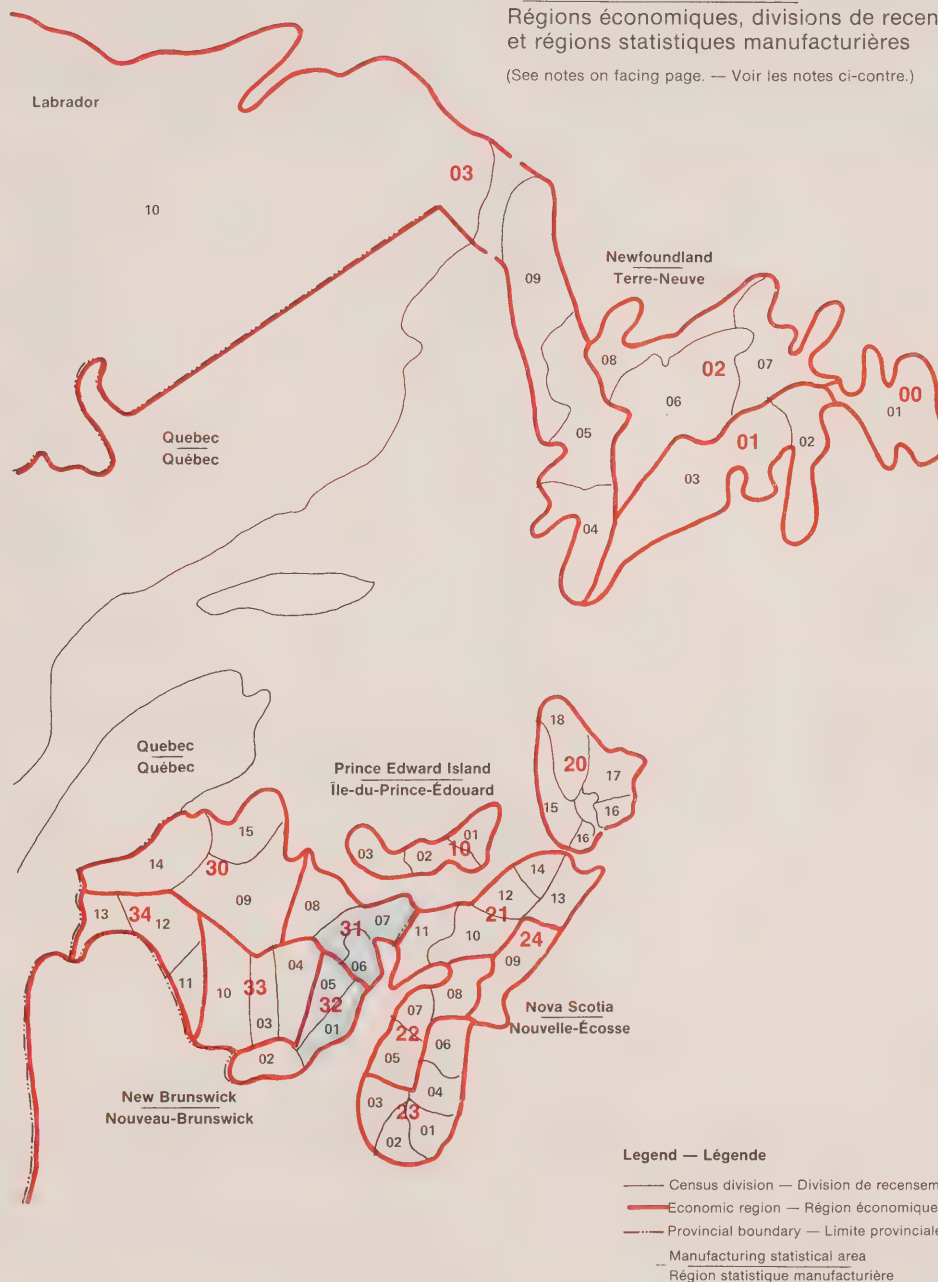 Régions économiques, divisions de recen
et régions statistiques manufacturières
(See notes on facing page. — Voir les notes ci-contre.)
Labrador
03
10
Newfoundland
Terre-Neuve
09
08
02
07
06
00
01
05
01
02
03
04
Quebec
Québec
Quebec
Québec
Prince Edward Island
Île-du-Prince-Édouard
18
20
17
15
16
16
01
10
02
03
15
14
30
09
08
07
31
06
13
34
12
11
10
33
04
03
05
32
01
02
14
12
13
21
11
10
24
09
08
07
22
06
05
04
03
23
01
02
Nova Scotia
Nouvelle-Écosse
New Brunswick
Nouveau-Brunswick
Legend — Légende
Census division — Division de recensem
Economic region — Région économique
Provincial boundary — Limite provinciale
Manufacturing statistical area
Région statistique manufacturière